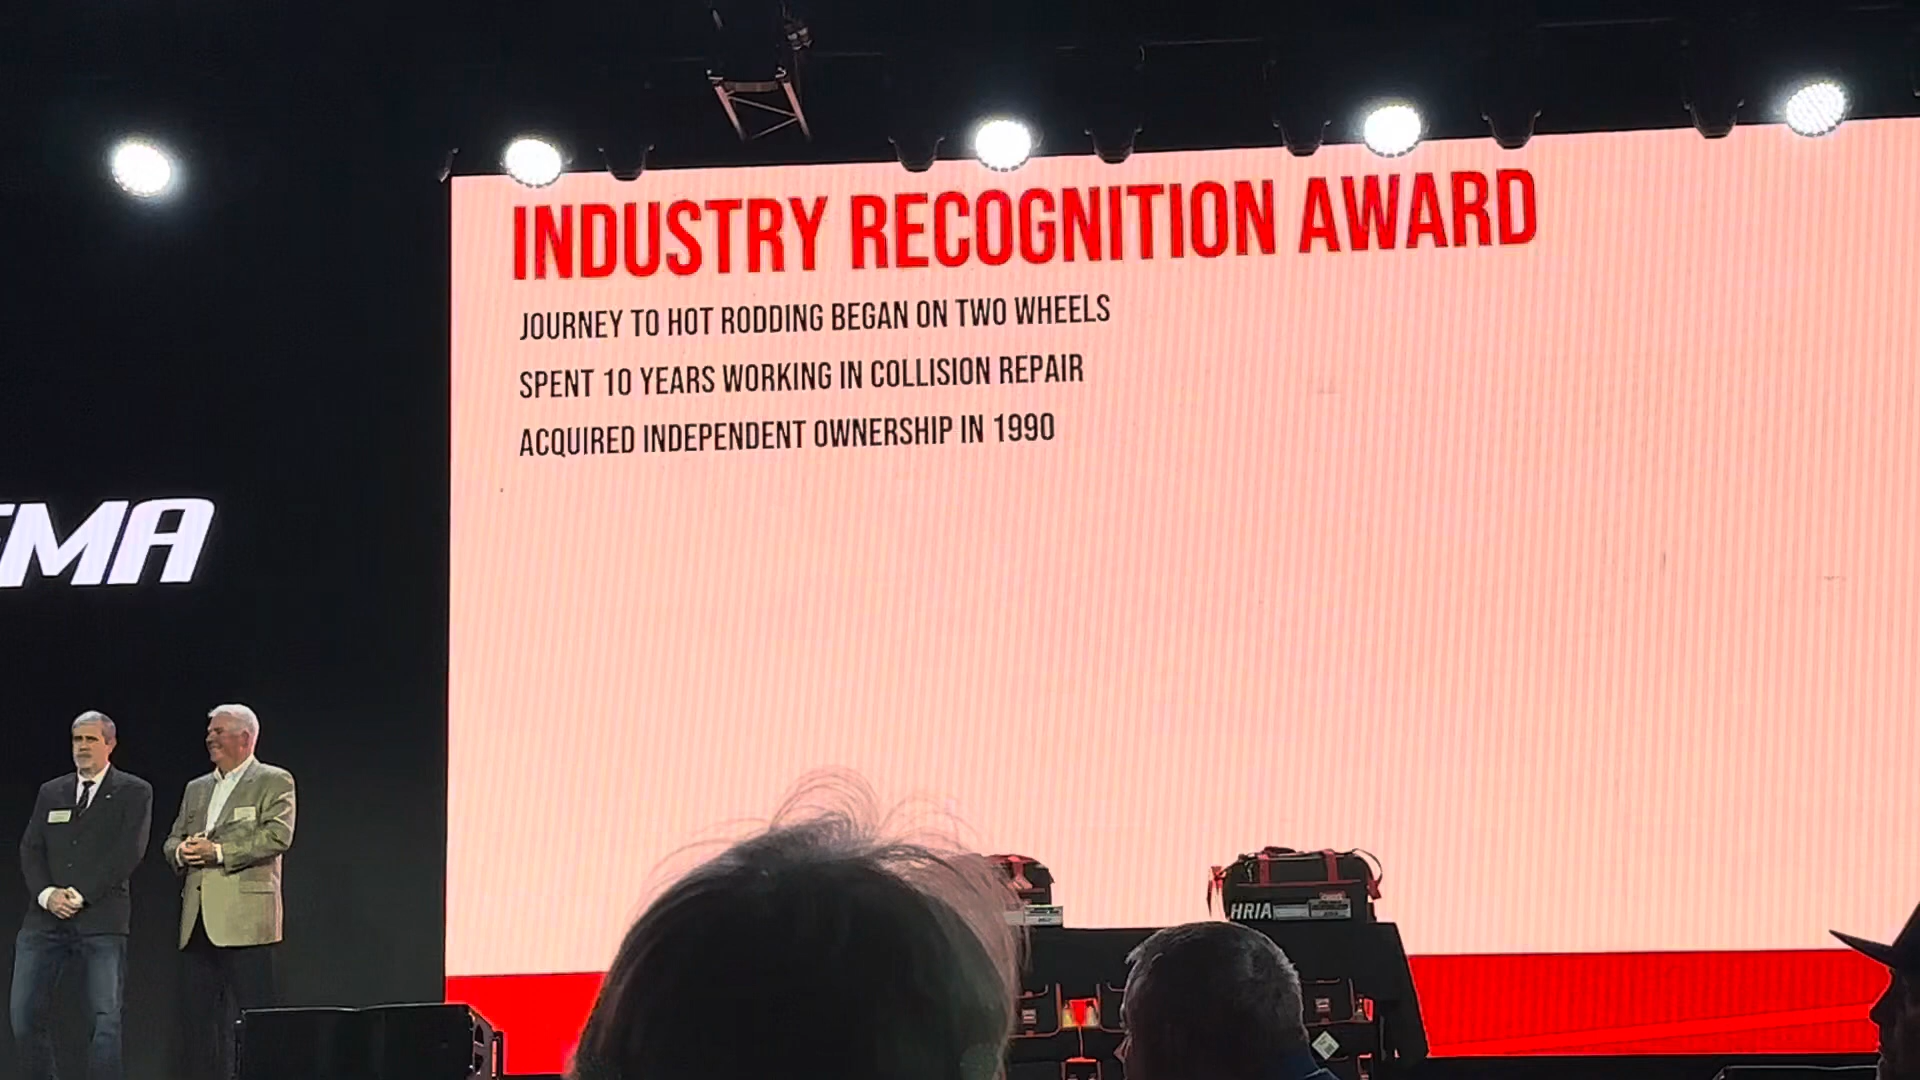 INDUSTRY RECOGNITION AWARD
JOURNEY TO HOT RODDING BEGAN ON TWO WHEELS
SPENT 10 YEARS WORKING IN COLLISION REPAIR
ACQUIRED INDEPENDENT OWNERSHIP IN 1990
EMA
HRIA